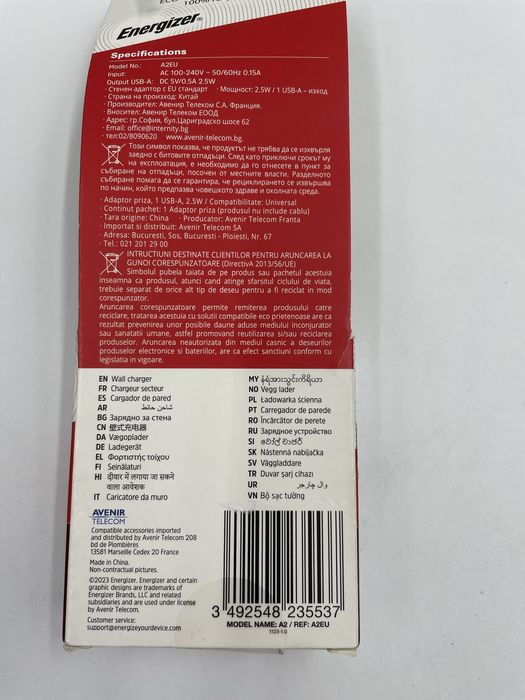 Energizer®
Specifications
Model No.: A2EU
Input: AC 100-240V ~ 50/60Hz 0.15A
Output USB-A: DC 5V/0.5A 2.5W
· Стенен адаптор с EU стандарт · Мощност: 2.5W / 1 USB-A – изход
· Страна на произход: Китай
· Производител: Авенир Телеком С.А. Франция.
· Вносител: Авенир Телеком ЕООД
· Адрес: гр.София, бул.Цариградско шосе 62
· Email: office@internity.bg
· тел:02/8090620 www.avenir-telecom.bg.
Този символ показва, че продуктът не трябва да се изхвърля
заедно с битовите отпадъци. След като приключи срокът му
на експлоатация, е необходимо да го отнесете в пункт за
събиране на отпадъци, посочен от местните власти. Разделното
събиране помага да се гарантира, че рециклирането се извършва
по начин, който предпазва човешкото здраве и околната среда.
· Adaptor priza, 1 USB-A, 2.5W / Compatibilitate: Universal
· Continut pachet: 1 Adaptor priza (produsul nu include cablu)
· Tara origine: China · Producator: Avenir Telecom Franta
· Importat si distribuit: Avenir Telecom SA
· Adresa: Bucuresti, Sos, Bucuresti - Ploiesti, Nr. 67
· Tel.: 021 201 29 00
INTRUCTIUNI DESTINATE CLIENTILOR PENTRU ARUNCAREA LA
GUNOI CORESPUNZATOARE (DirectivA 2013/56/UE)
Simbolul pubela taiata de pe produs sau pachetul acestuia
inseamna ca produsul, atunci cand atinge sfarsitul ciclului de viata,
trebuie separat de orice alt tip de deseu pentru a fi reciclat in mod
corespunzator.
Aruncarea corespunzatoare permite remiterea produsului catre
reciclare, tratarea acestuia cu solutii compatibile eco prietenoase are ca
rezultat prevenirea unor posibile daune aduse mediului inconjurator
sau sanatatii umane, astfel promovand reutilizarea si/sau reciclarea
produselor. Aruncarea neautorizata din mediul casnic a deseurilor
produselor electronice si bateriilor, are ca efect sanctiuni conform cu
legislatia in vigoare.
EN Wall charger
FR Chargeur secteur
ES Cargador de pared
AR شاحن حائط
BG Зарядно за стена
CN 壁式充电器
DA Vægoplader
DE Ladegerät
EL Φορτιστής τοίχου
FI Seinälaturi
HI दीवार में लगाया जा सकने
वाला आवेशक
IT Caricatore da muro
MY နံရံအားသွင်းကိရိယာ
NO Vegg lader
PL Ładowarka ścienna
PT Carregador de parede
RO Încărcător de perete
RU Зарядное устройство
SI වෝල් චාජර්
SK Nástenná nabíjačka
SV Väggladdare
TR Duvar şarj cihazı
UR وال چارجر
VN Bộ sạc tường
AVENIR
TELECOM
Compatible accessories imported
and distributed by Avenir Telecom 208
bd de Plombières
13581 Marseille Cedex 20 France
Made in China.
Non-contractual pictures.
©2023 Energizer. Energizer and certain
graphic designs are trademarks of
Energizer Brands, LLC and related
subsidiaries and are used under license
by Avenir Telecom.
Customer service:
support@energizeyourdevice.com
3 492548 235537
MODEL NAME: A2 / REF: A2EU
1123-1.0